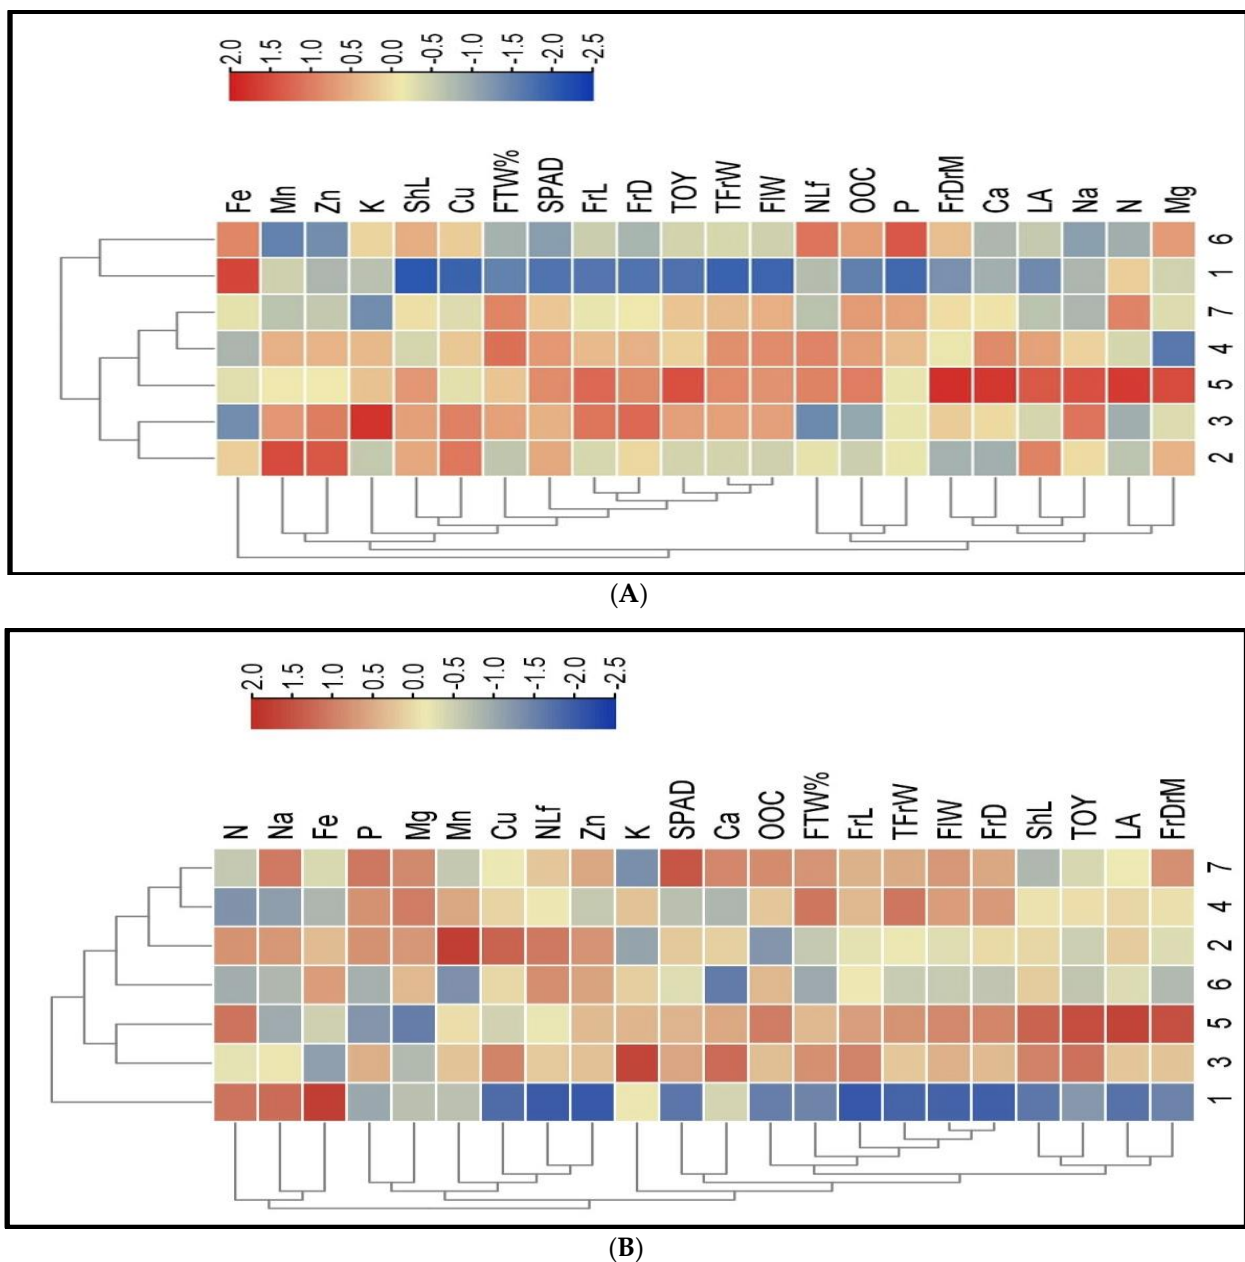 2.0 1.5 1.0 0.5 0.0 -0.5 -1.0 -1.5 -2.0 -2.5
Fe Mn Zn K ShL Cu FTW% SPAD FrL FrD TOY TFrW FlW NLf OOC P FrDrM Ca LA Na N Mg
6
1
7
4
5
3
2
(A)
2.0 1.5 1.0 0.5 0.0 -0.5 -1.0 -1.5 -2.0 -2.5
N Na Fe P Mg Mn Cu NLf Zn K SPAD Ca OOC FTW% FrL TFrW FlW FrD ShL TOY LA FrDrM
7
4
2
6
5
3
1
(B)